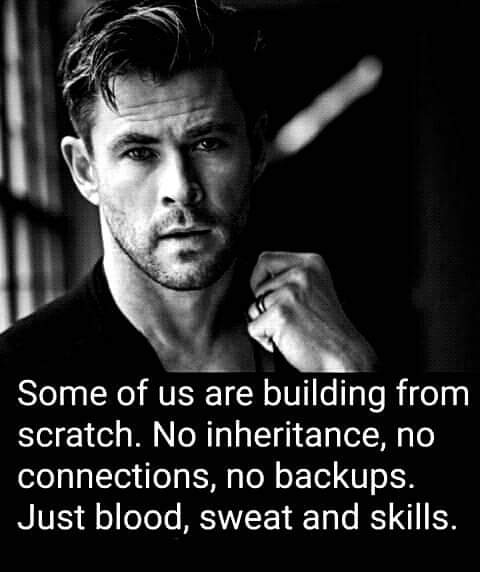 Some of us are building from
scratch. No inheritance, no
connections, no backups.
Just blood, sweat and skills.